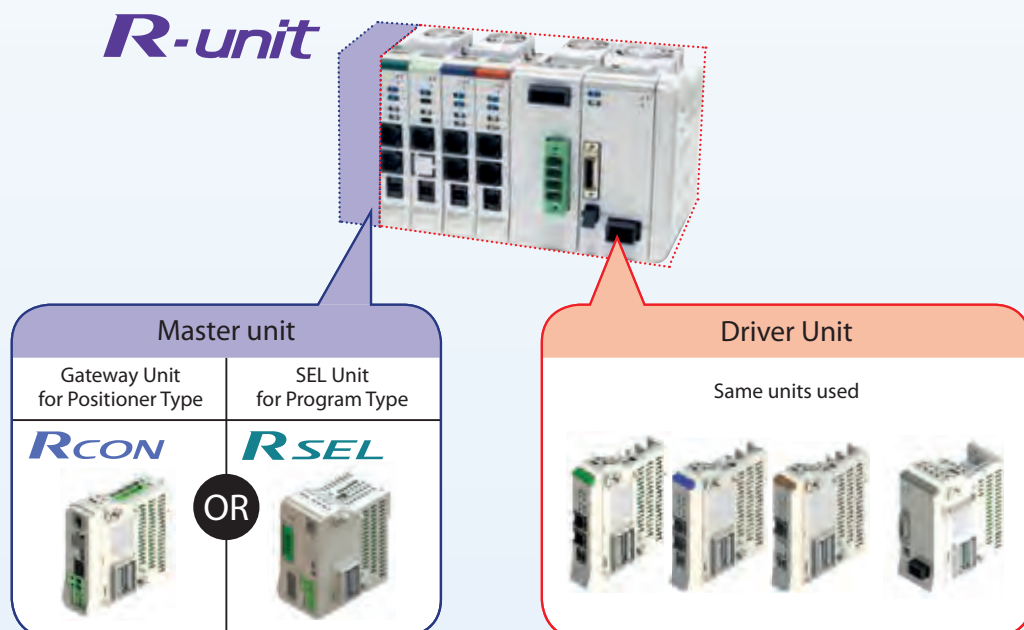 R-unit
Master unit
Gateway Unit
for Positioner Type
SEL Unit
for Program Type
RCON
OR
RSEL
Driver Unit
Same units used